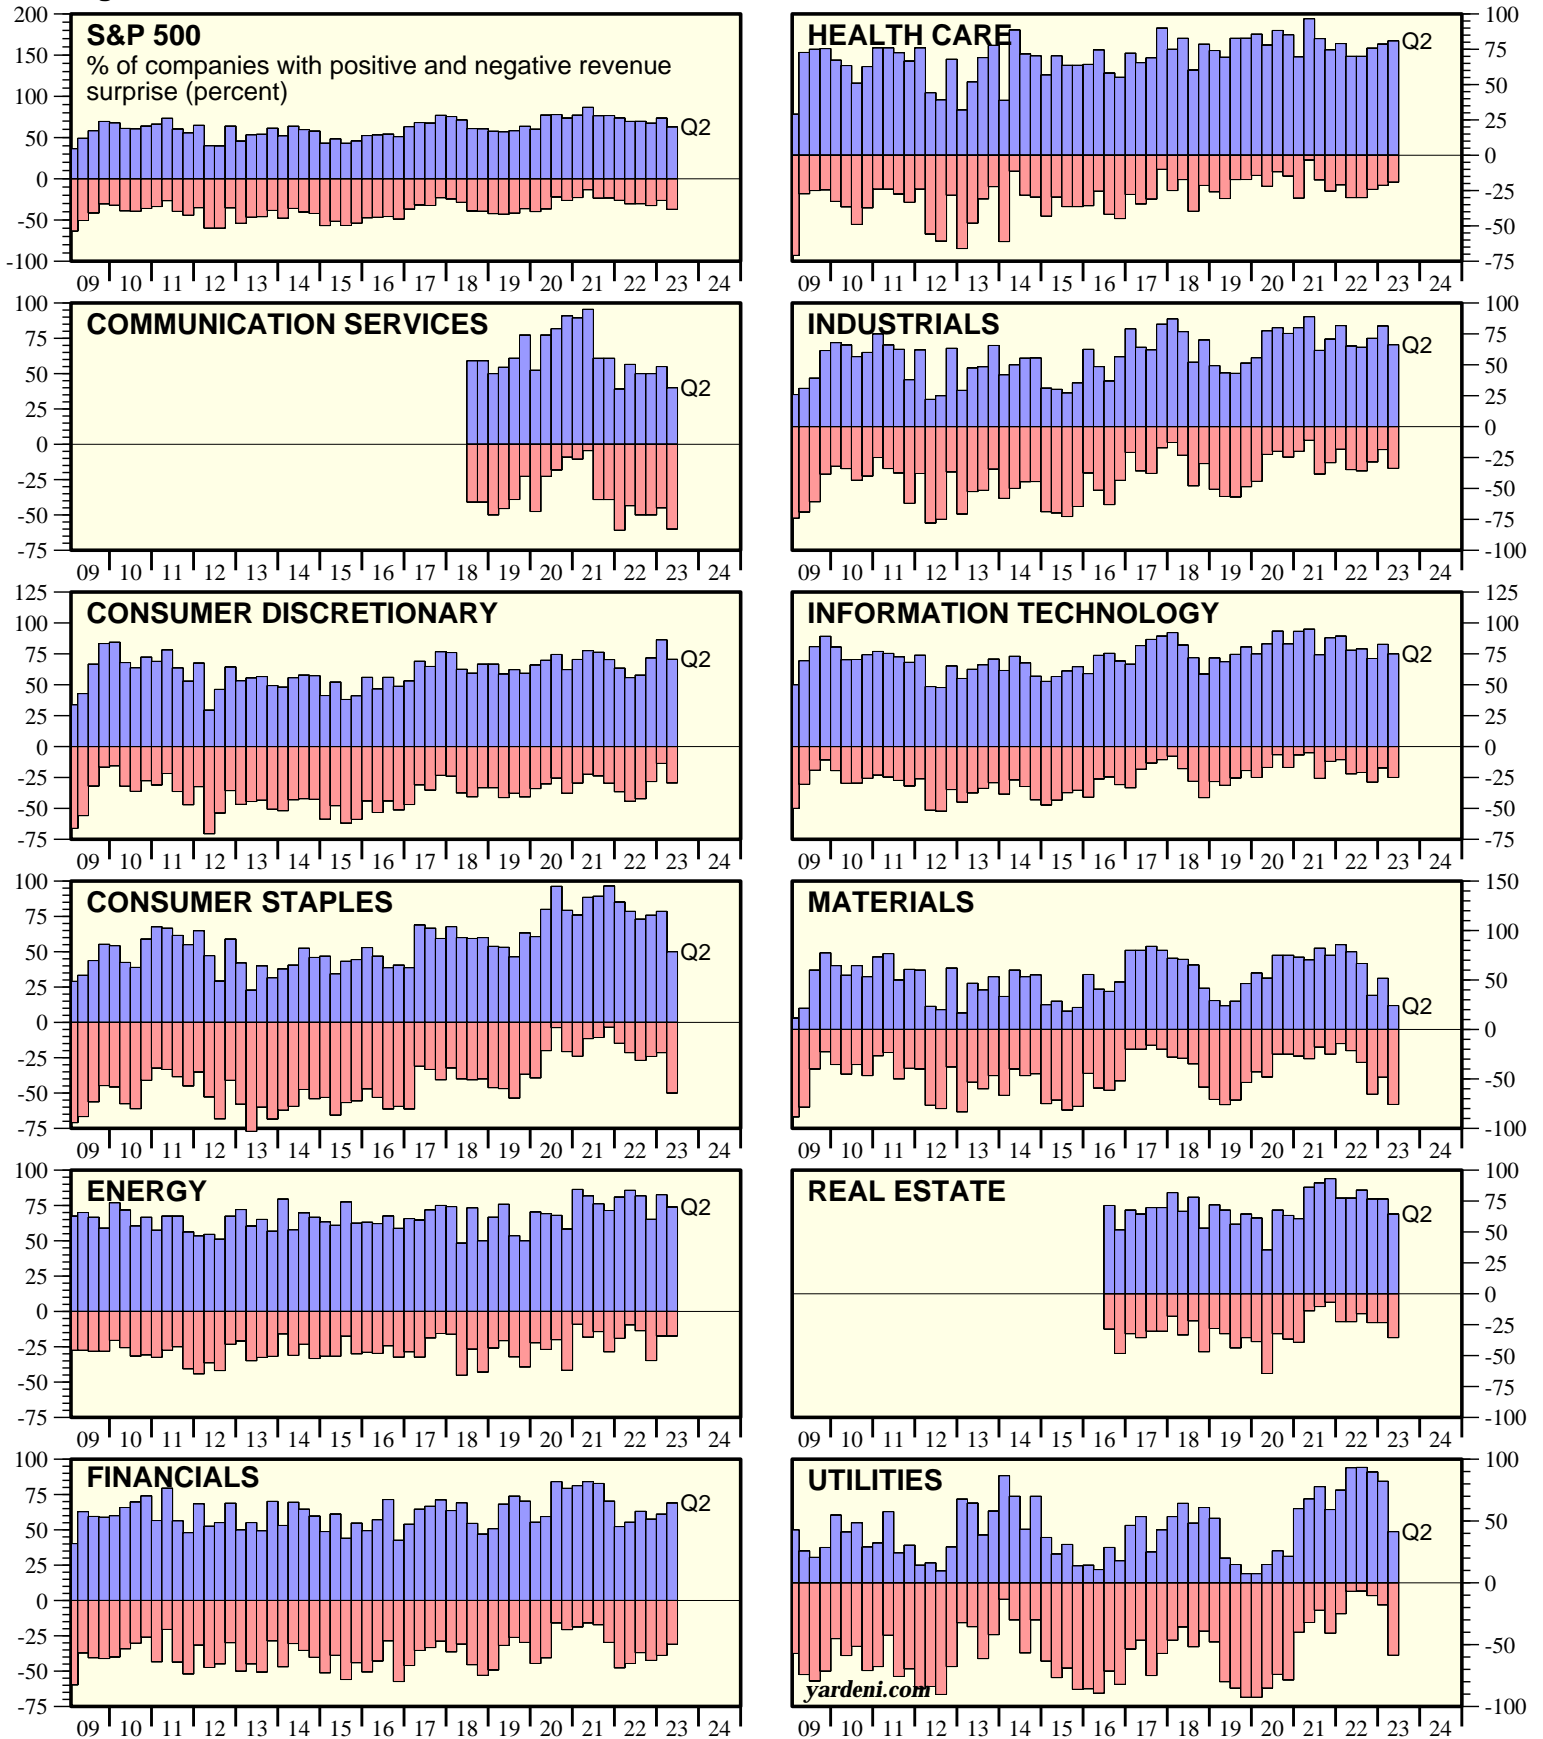 S&P 500
% of companies with positive and negative revenue
surprise (percent)
200
150
100
50
0
-50
-100
Q2
09 10 11 12 13 14 15 16 17 18 19 20 21 22 23 24
HEALTH CARE
100
75
50
25
0
-25
-50
-75
Q2
09 10 11 12 13 14 15 16 17 18 19 20 21 22 23 24
COMMUNICATION SERVICES
100
75
50
25
0
-25
-50
-75
Q2
09 10 11 12 13 14 15 16 17 18 19 20 21 22 23 24
INDUSTRIALS
100
75
50
25
0
-25
-50
-75
-100
Q2
09 10 11 12 13 14 15 16 17 18 19 20 21 22 23 24
CONSUMER DISCRETIONARY
125
100
75
50
25
0
-25
-50
-75
Q2
09 10 11 12 13 14 15 16 17 18 19 20 21 22 23 24
INFORMATION TECHNOLOGY
125
100
75
50
25
0
-25
-50
-75
Q2
09 10 11 12 13 14 15 16 17 18 19 20 21 22 23 24
CONSUMER STAPLES
100
75
50
25
0
-25
-50
-75
Q2
09 10 11 12 13 14 15 16 17 18 19 20 21 22 23 24
MATERIALS
150
100
50
0
-50
-100
Q2
09 10 11 12 13 14 15 16 17 18 19 20 21 22 23 24
ENERGY
100
75
50
25
0
-25
-50
-75
Q2
09 10 11 12 13 14 15 16 17 18 19 20 21 22 23 24
REAL ESTATE
100
75
50
25
0
-25
-50
-75
-100
Q2
09 10 11 12 13 14 15 16 17 18 19 20 21 22 23 24
FINANCIALS
100
75
50
25
0
-25
-50
-75
Q2
09 10 11 12 13 14 15 16 17 18 19 20 21 22 23 24
UTILITIES
100
50
0
-50
-100
Q2
yardeni.com
09 10 11 12 13 14 15 16 17 18 19 20 21 22 23 24